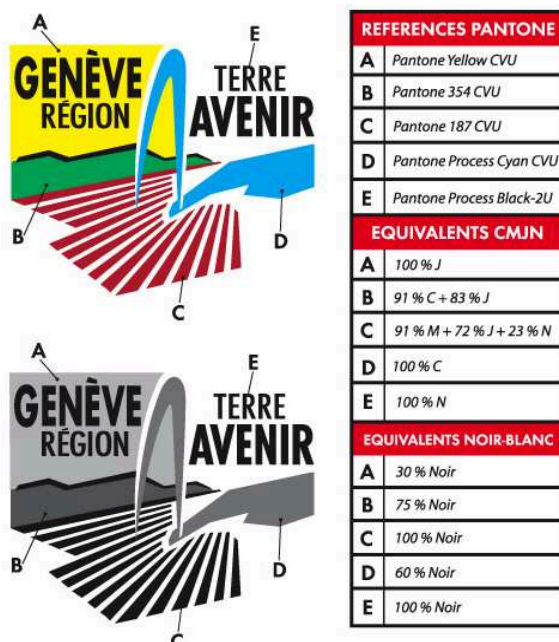 A
E
GENÈVE
RÉGION
TERRE
AVENIR
B
D
C
A
E
GENÈVE
RÉGION
TERRE
AVENIR
B
D
C
REFERENCES PANTONE
A Pantone Yellow CVU
B Pantone 354 CVU
C Pantone 187 CVU
D Pantone Process Cyan CVU
E Pantone Process Black-2U
EQUIVALENTS CMJN
A 100 % J
B 91 % C + 83 % J
C 91 % M + 72 % J + 23 % N
D 100 % C
E 100 % N
EQUIVALENTS NOIR-BLANC
A 30 % Noir
B 75 % Noir
C 100 % Noir
D 60 % Noir
E 100 % Noir